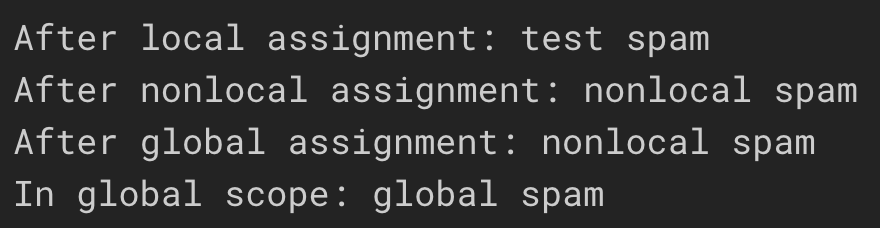 After local assignment: test spam
After nonlocal assignment: nonlocal spam
After global assignment: nonlocal spam
In global scope: global spam